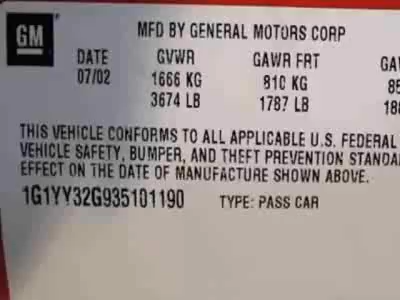 GM
MFD BY GENERAL MOTORS CORP
DATE GVWR GAWR FRT
07/02 1666 KG 810 KG
3674 LB 1787 LB
THIS VEHICLE CONFORMS TO ALL APPLICABLE U.S. FEDERAL
VEHICLE SAFETY, BUMPER, AND THEFT PREVENTION STANDA
EFFECT ON THE DATE OF MANUFACTURE SHOWN ABOVE.
1G1YY32G935101190 TYPE: PASS CAR